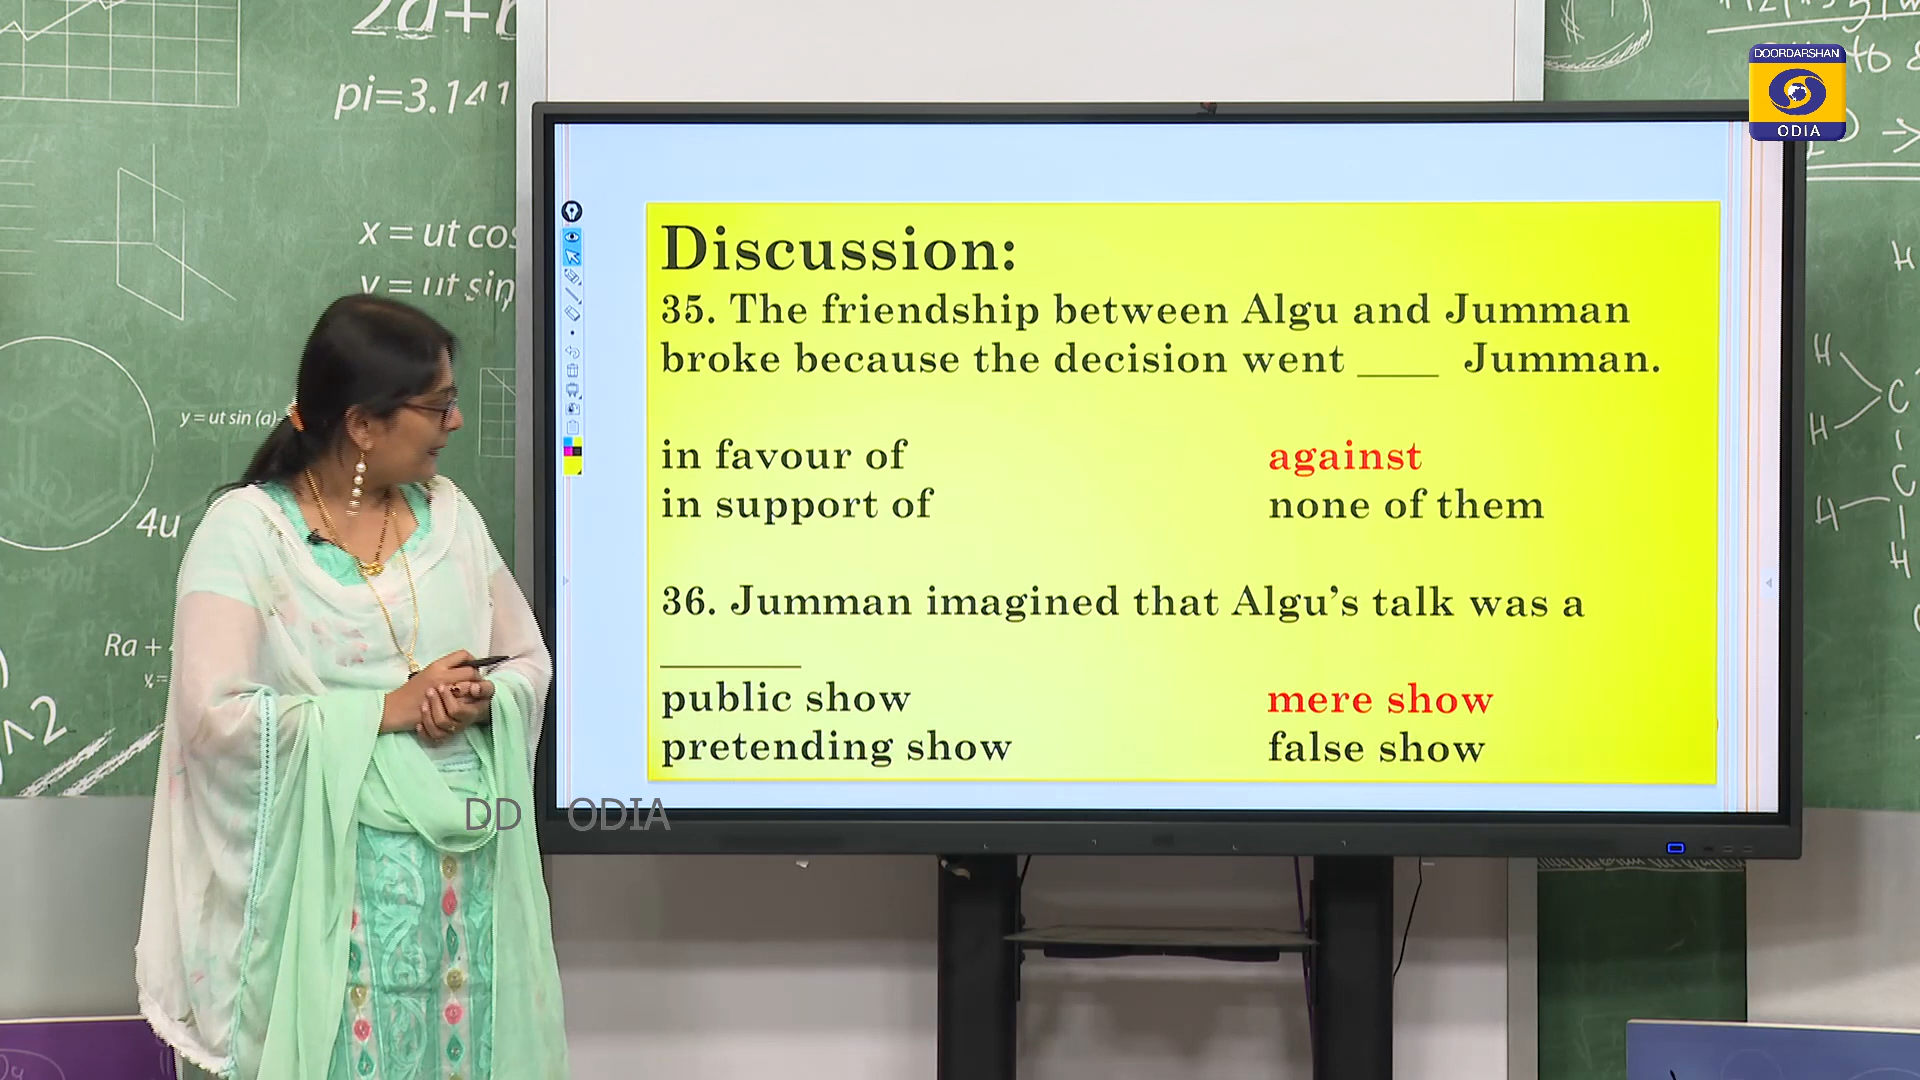 2a+b
pi=3.141
x = ut cos
y = ut sin
y = ut sin (a)-
4u
Ra +
DOORDARSHAN
ODIA
Discussion:
35. The friendship between Algu and Jumman
broke because the decision went ____ Jumman.
in favour of against
in support of none of them
36. Jumman imagined that Algu's talk was a
_______
public show mere show
pretending show false show
DD ODIA
H
H
C
H
C
H
H